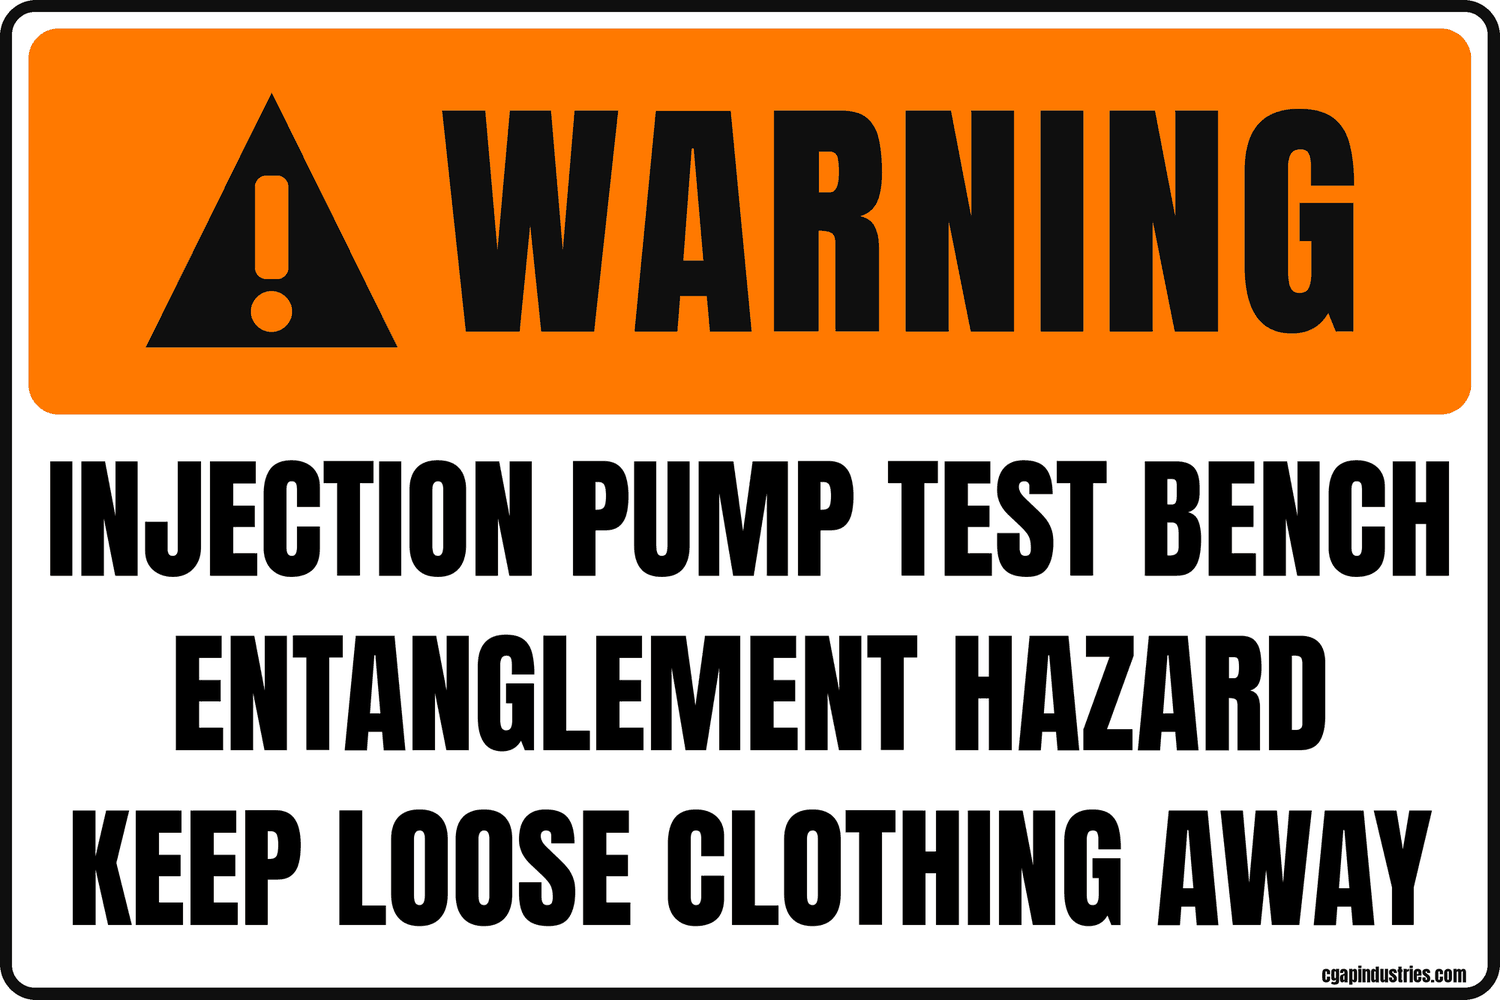 WARNING
INJECTION PUMP TEST BENCH
ENTANGLEMENT HAZARD
KEEP LOOSE CLOTHING AWAY
cgapindustries.com